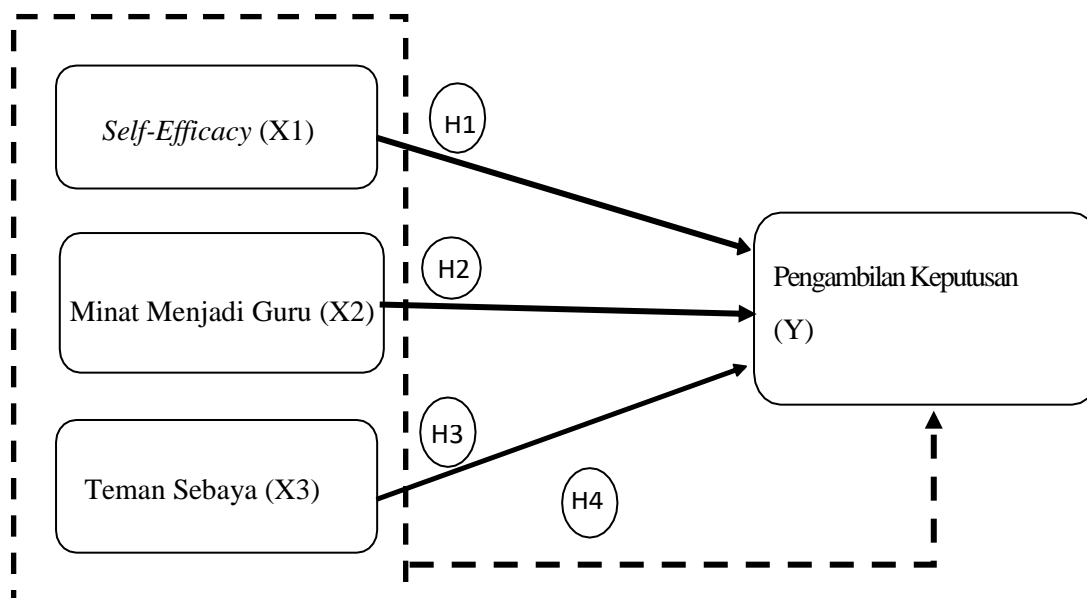 Self-Efficacy (X1)
H1
Minat Menjadi Guru (X2)
H2
Pengambilan Keputusan
(Y)
Teman Sebaya (X3)
H3
H4